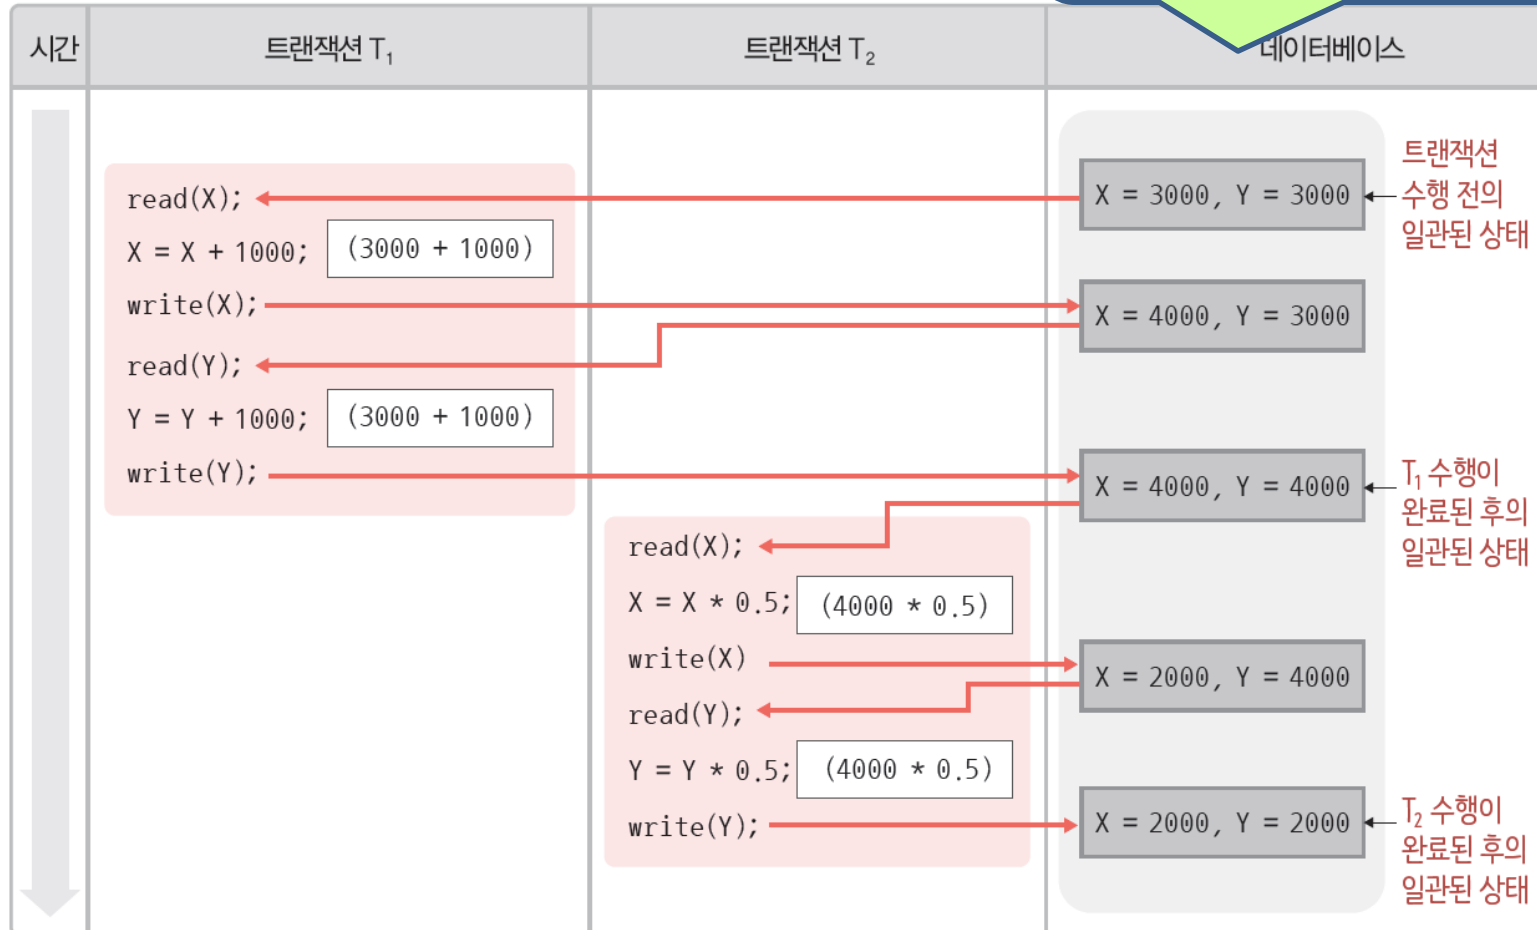 시간
트랜잭션 T₁
트랜잭션 T₂
데이터베이스
트랜잭션
수행 전의
일관된 상태
read(X);
X = 3000, Y = 3000
X = X + 1000;
(3000 + 1000)
write(X);
X = 4000, Y = 3000
read(Y);
Y = Y + 1000;
(3000 + 1000)
write(Y);
X = 4000, Y = 4000
T₁ 수행이
완료된 후의
일관된 상태
read(X);
X = X * 0.5;
(4000 * 0.5)
write(X)
X = 2000, Y = 4000
read(Y);
Y = Y * 0.5;
(4000 * 0.5)
write(Y);
X = 2000, Y = 2000
T₂ 수행이
완료된 후의
일관된 상태